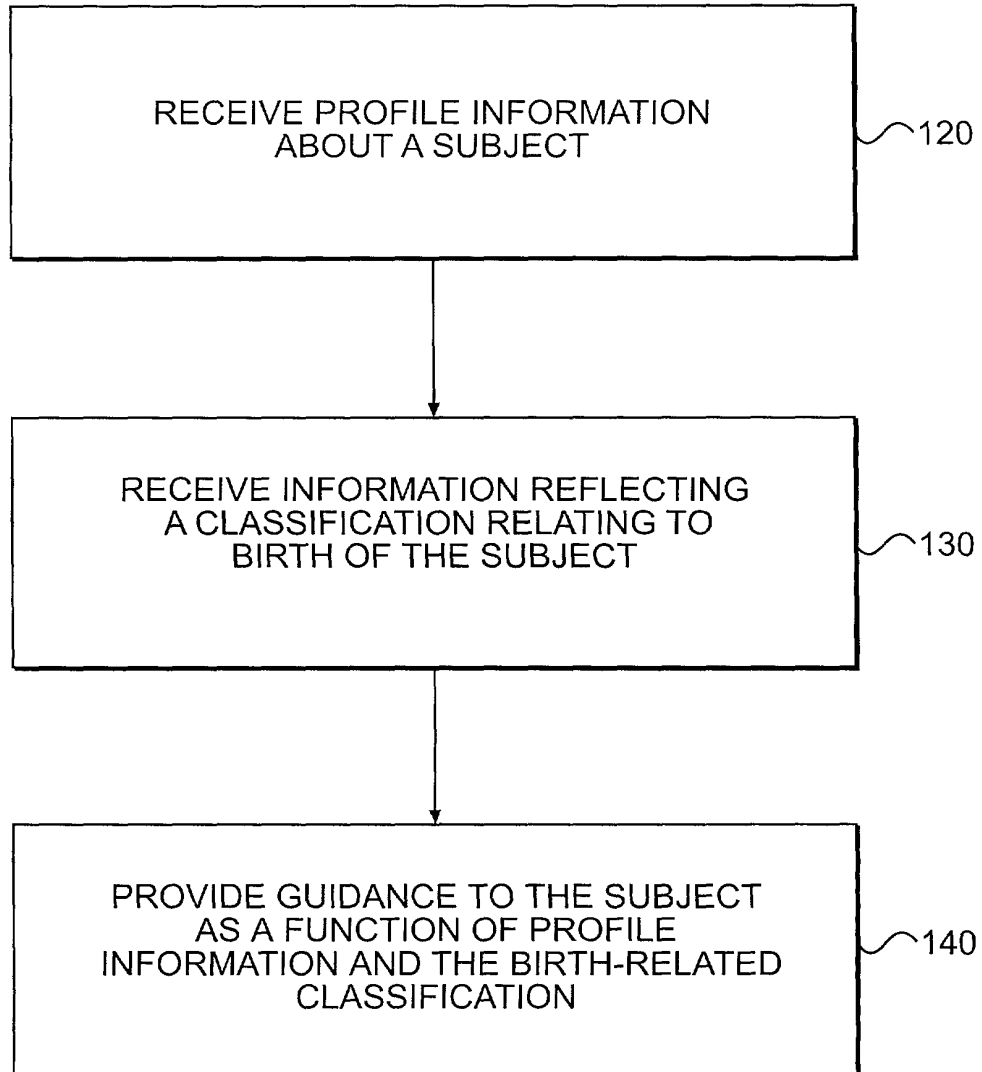 RECEIVE PROFILE INFORMATION
ABOUT A SUBJECT
120
RECEIVE INFORMATION REFLECTING
A CLASSIFICATION RELATING TO
BIRTH OF THE SUBJECT
130
PROVIDE GUIDANCE TO THE SUBJECT
AS A FUNCTION OF PROFILE
INFORMATION AND THE BIRTH-RELATED
CLASSIFICATION
140